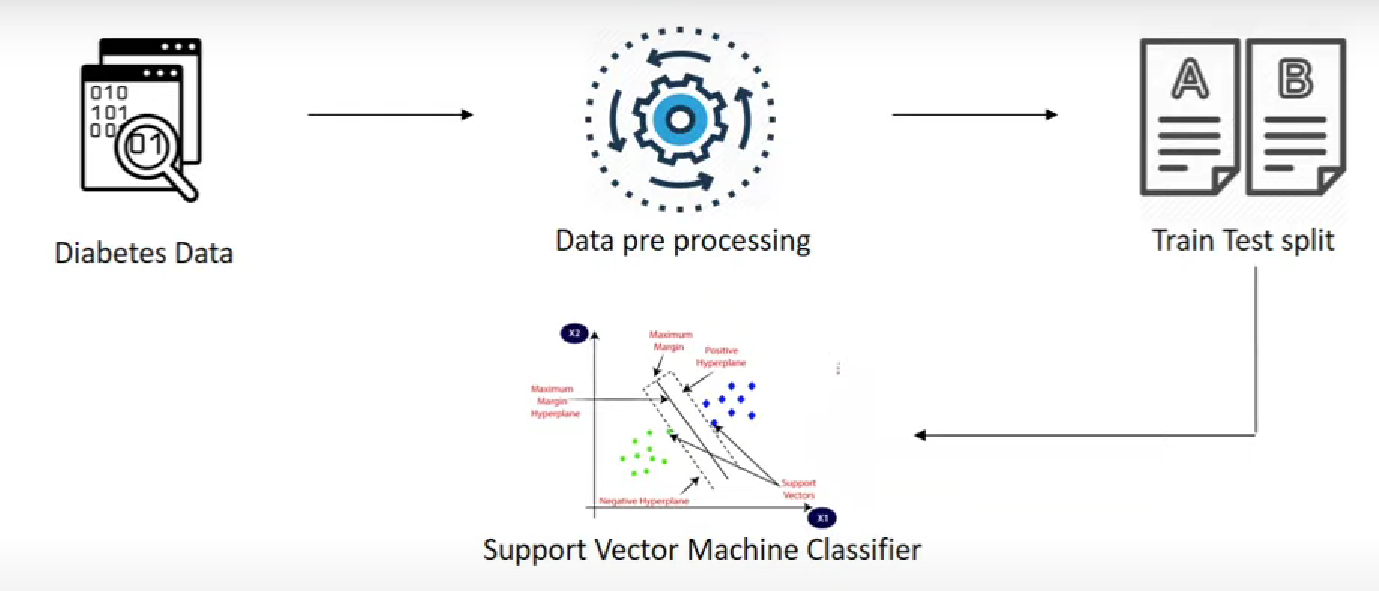 010
101
00
01
A
B
Diabetes Data
Data pre processing
Train Test split
X2
Maximum
Margin
Positive
Hyperplane
Maximum
Margin
Hyperplane
Support
Vectors
Negative Hyperplane
X1
Support Vector Machine Classifier